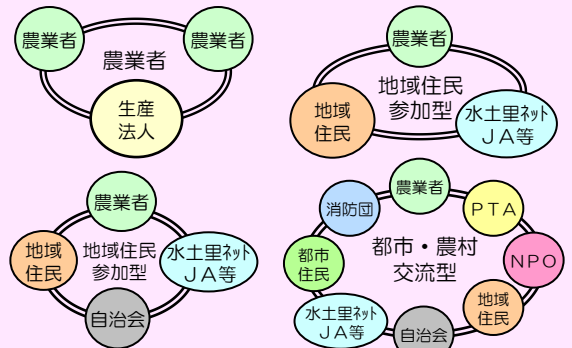 農業者
農業者
農業者
生産
法人
農業者
地域住民
参加型
地域
住民
水土里ネット
ＪＡ等
農業者
地域
住民
地域住民
参加型
水土里ネット
ＪＡ等
自治会
農業者
消防団
ＰＴＡ
都市
住民
都市・農村
交流型
ＮＰＯ
地域
住民
水土里ネット
ＪＡ等
自治会